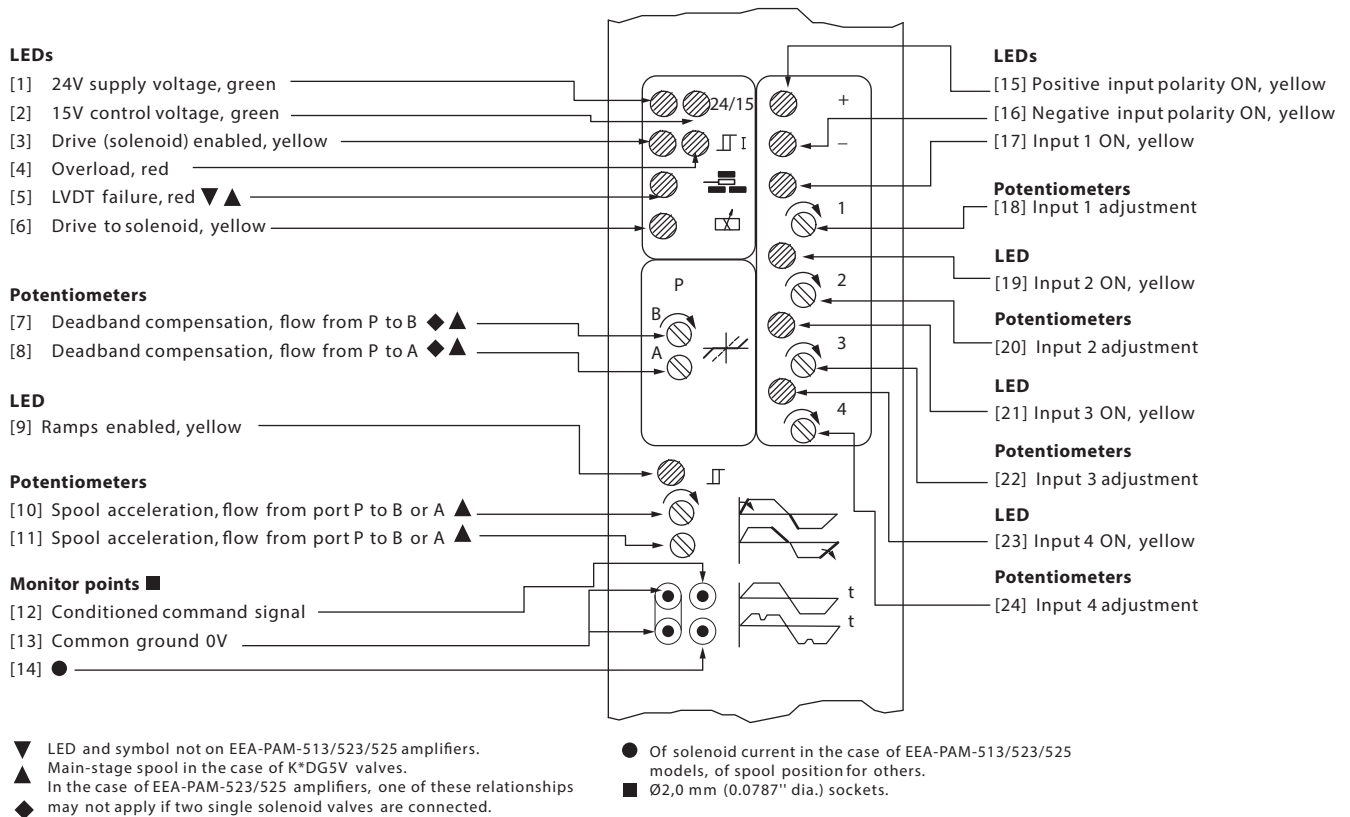 LEDs
[1] 24V supply voltage, green
[2] 15V control voltage, green
[3] Drive (solenoid) enabled, yellow
[4] Overload, red
[5] LVDT failure, red ▼ ▲
[6] Drive to solenoid, yellow
Potentiometers
[7] Deadband compensation, flow from P to B ◆ ▲
[8] Deadband compensation, flow from P to A ◆ ▲
LED
[9] Ramps enabled, yellow
Potentiometers
[10] Spool acceleration, flow from port P to B or A ▲
[11] Spool acceleration, flow from port P to B or A ▲
Monitor points ■
[12] Conditioned command signal
[13] Common ground 0V
[14] ●
24/15
I
P
B
A
+
−
1
2
3
4
t
t
LEDs
[15] Positive input polarity ON, yellow
[16] Negative input polarity ON, yellow
[17] Input 1 ON, yellow
Potentiometers
[18] Input 1 adjustment
LED
[19] Input 2 ON, yellow
Potentiometers
[20] Input 2 adjustment
LED
[21] Input 3 ON, yellow
Potentiometers
[22] Input 3 adjustment
LED
[23] Input 4 ON, yellow
Potentiometers
[24] Input 4 adjustment
▼ LED and symbol not on EEA-PAM-513/523/525 amplifiers.
▲ Main-stage spool in the case of K*DG5V valves.
In the case of EEA-PAM-523/525 amplifiers, one of these relationships
◆ may not apply if two single solenoid valves are connected.
● Of solenoid current in the case of EEA-PAM-513/523/525
models, of spool position for others.
■ Ø2,0 mm (0.0787'' dia.) sockets.